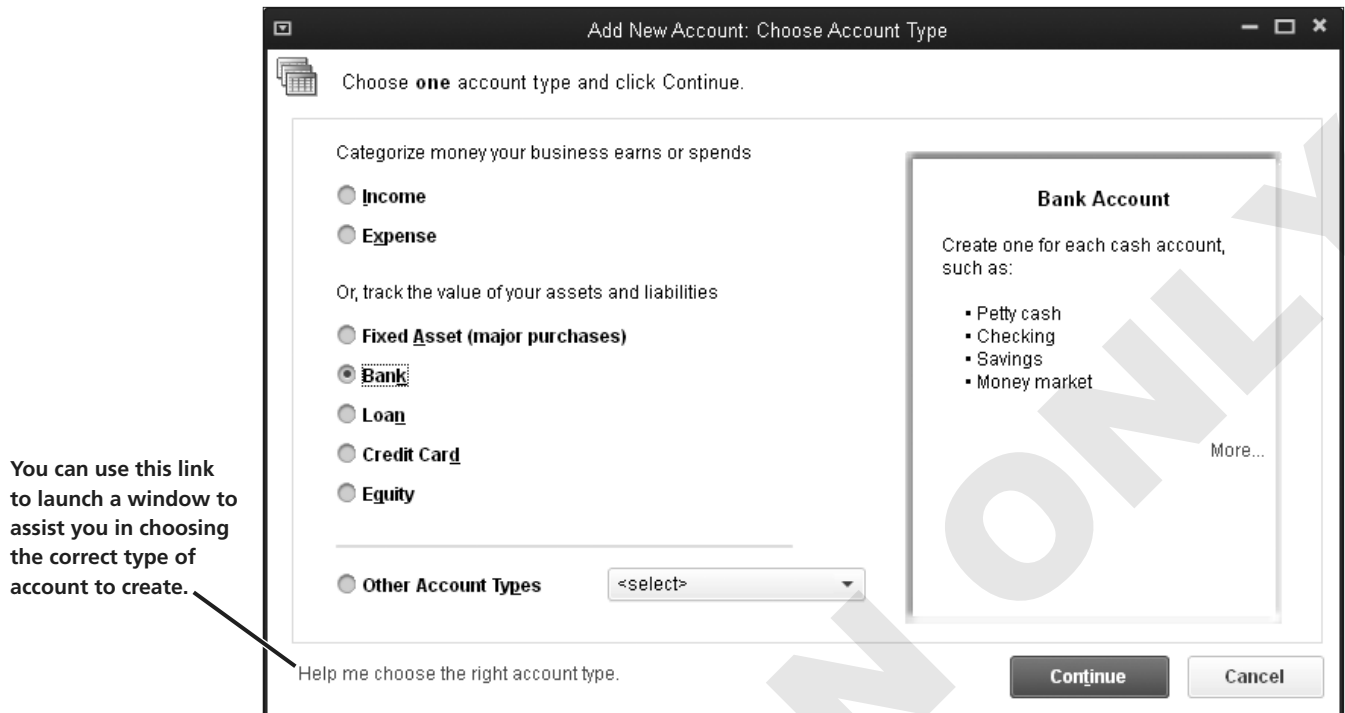 Add New Account: Choose Account Type
Choose one account type and click Continue.
Categorize money your business earns or spends
Income
Expense
Or, track the value of your assets and liabilities
Fixed Asset (major purchases)
Bank
Loan
Credit Card
Equity
Other Account Types
<select>
Bank Account
Create one for each cash account,
such as:
▪ Petty cash
▪ Checking
▪ Savings
▪ Money market
More...
You can use this link
to launch a window to
assist you in choosing
the correct type of
account to create.
Help me choose the right account type.
Continue
Cancel
N ONLY